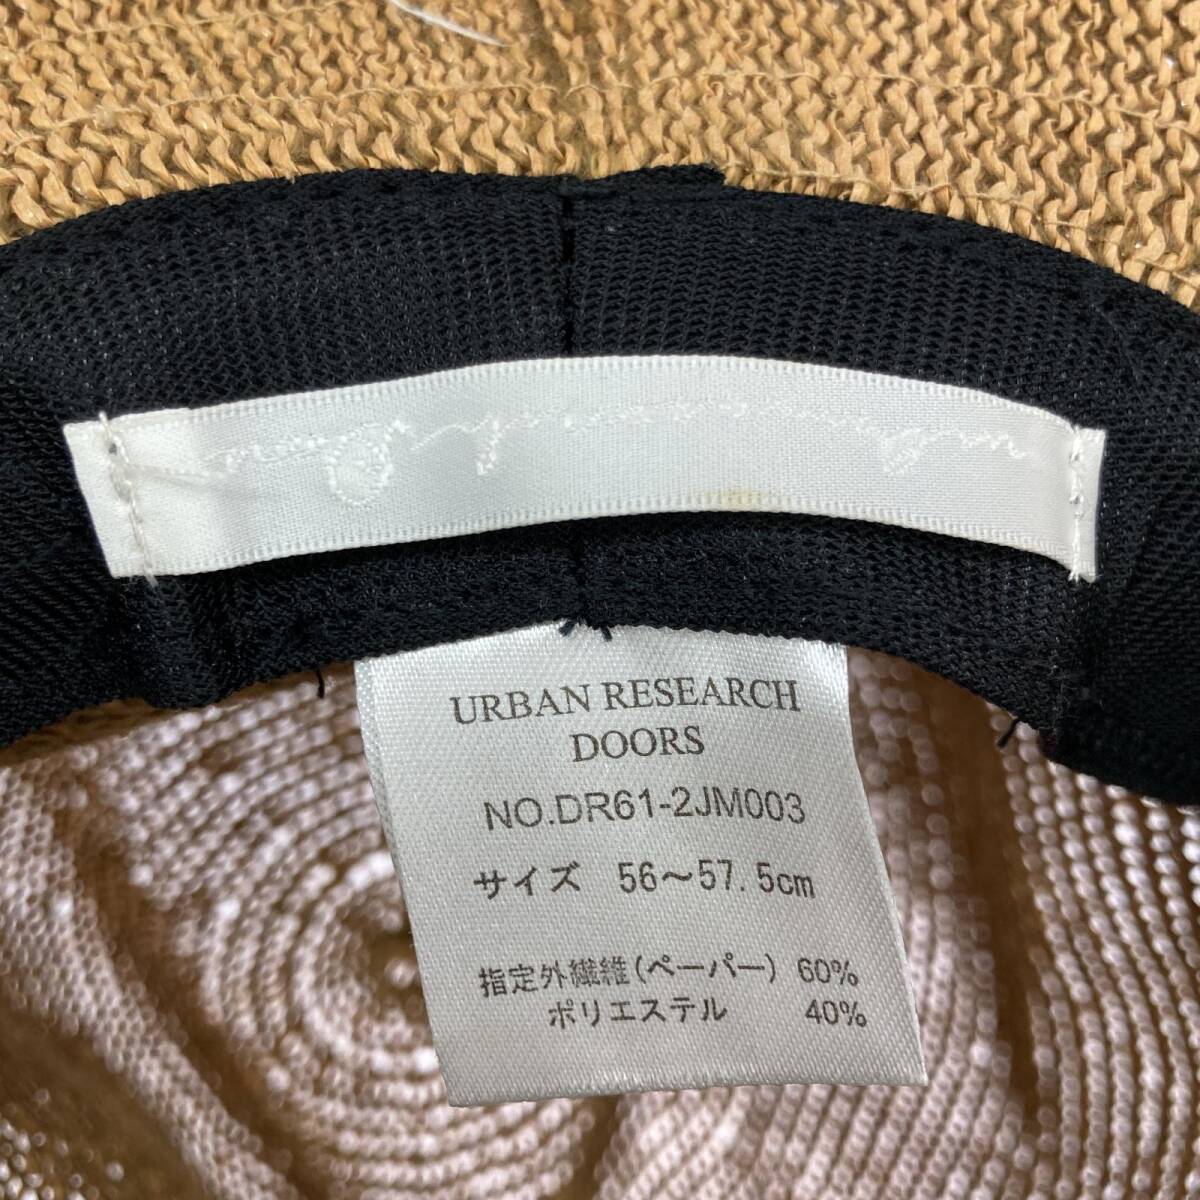 URBAN RESEARCH
DOORS
NO.DR61-2JM003
サイズ 56～57.5cm
指定外繊維(ペーパー) 60%
ポリエステル 40%